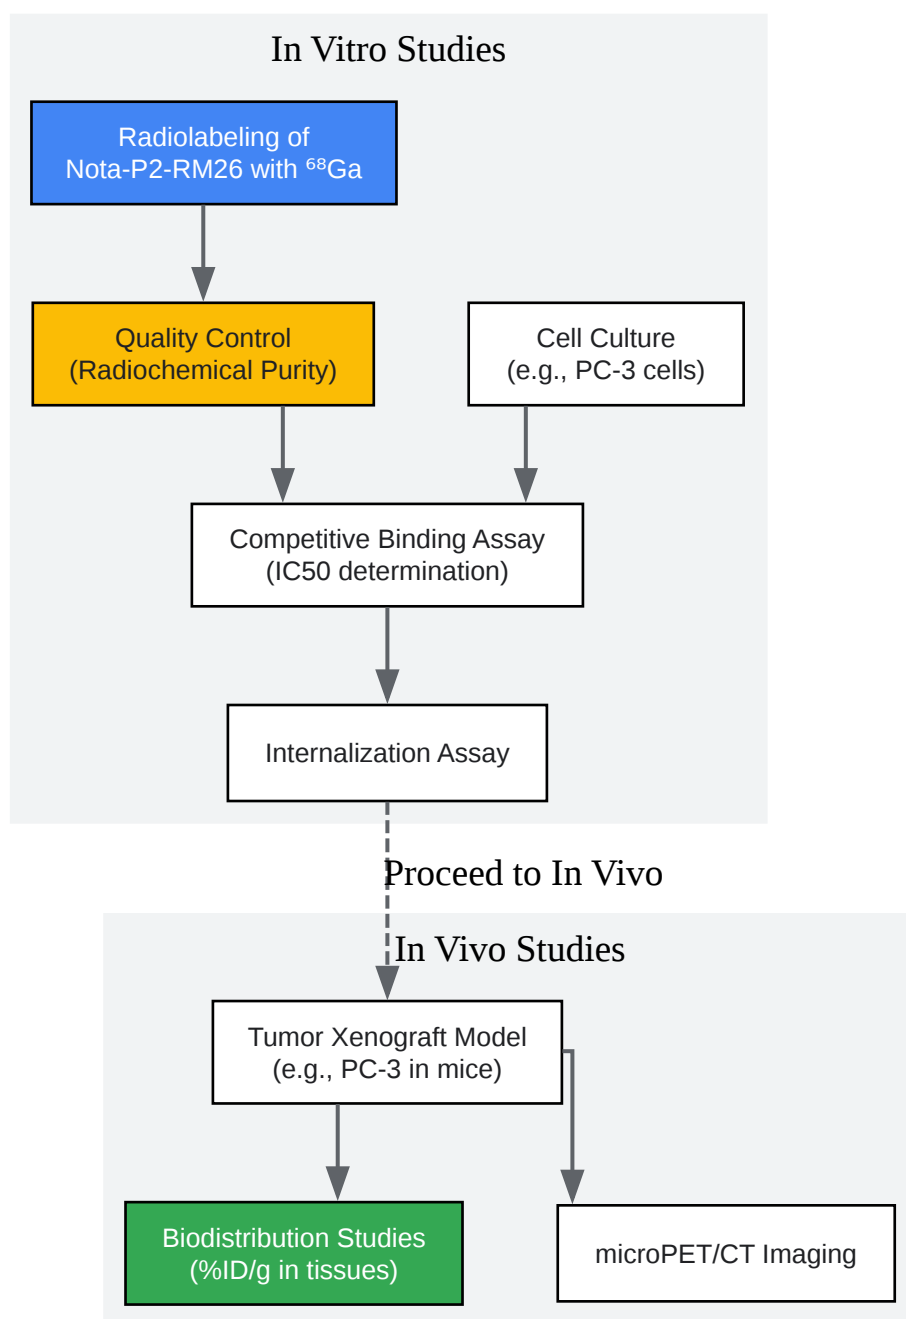 In Vitro Studies
Radiolabeling of
Nota-P2-RM26 with ⁶⁸Ga
Quality Control
(Radiochemical Purity)
Cell Culture
(e.g., PC-3 cells)
Competitive Binding Assay
(IC50 determination)
Internalization Assay
Proceed to In Vivo
In Vivo Studies
Tumor Xenograft Model
(e.g., PC-3 in mice)
Biodistribution Studies
(%ID/g in tissues)
microPET/CT Imaging